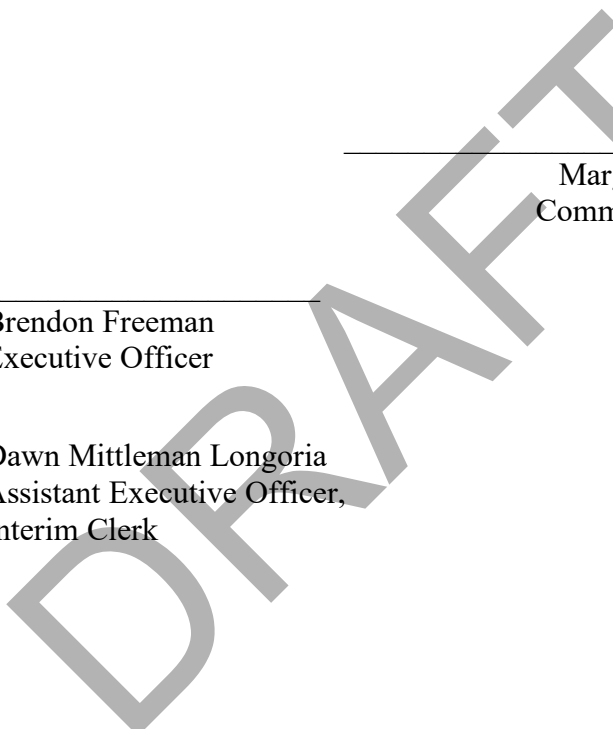 Marg
Comm
Brendon Freeman
Executive Officer
Dawn Mittleman Longoria
Assistant Executive Officer,
Interim Clerk
DRAFT